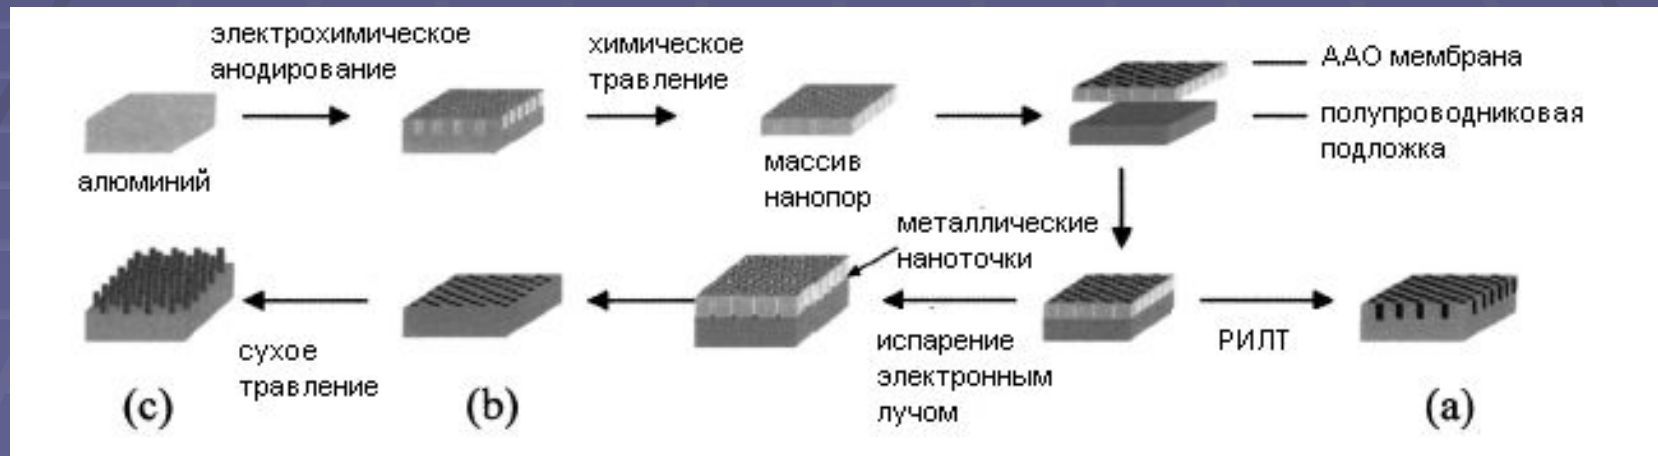 электрохимическое
анодирование
химическое
травление
ААО мембрана
полупроводниковая
подложка
алюминий
массив
нанопор
металлические
наноточки
испарение
электронным
лучом
РИЛТ
сухое
травление
(c)
(b)
(a)